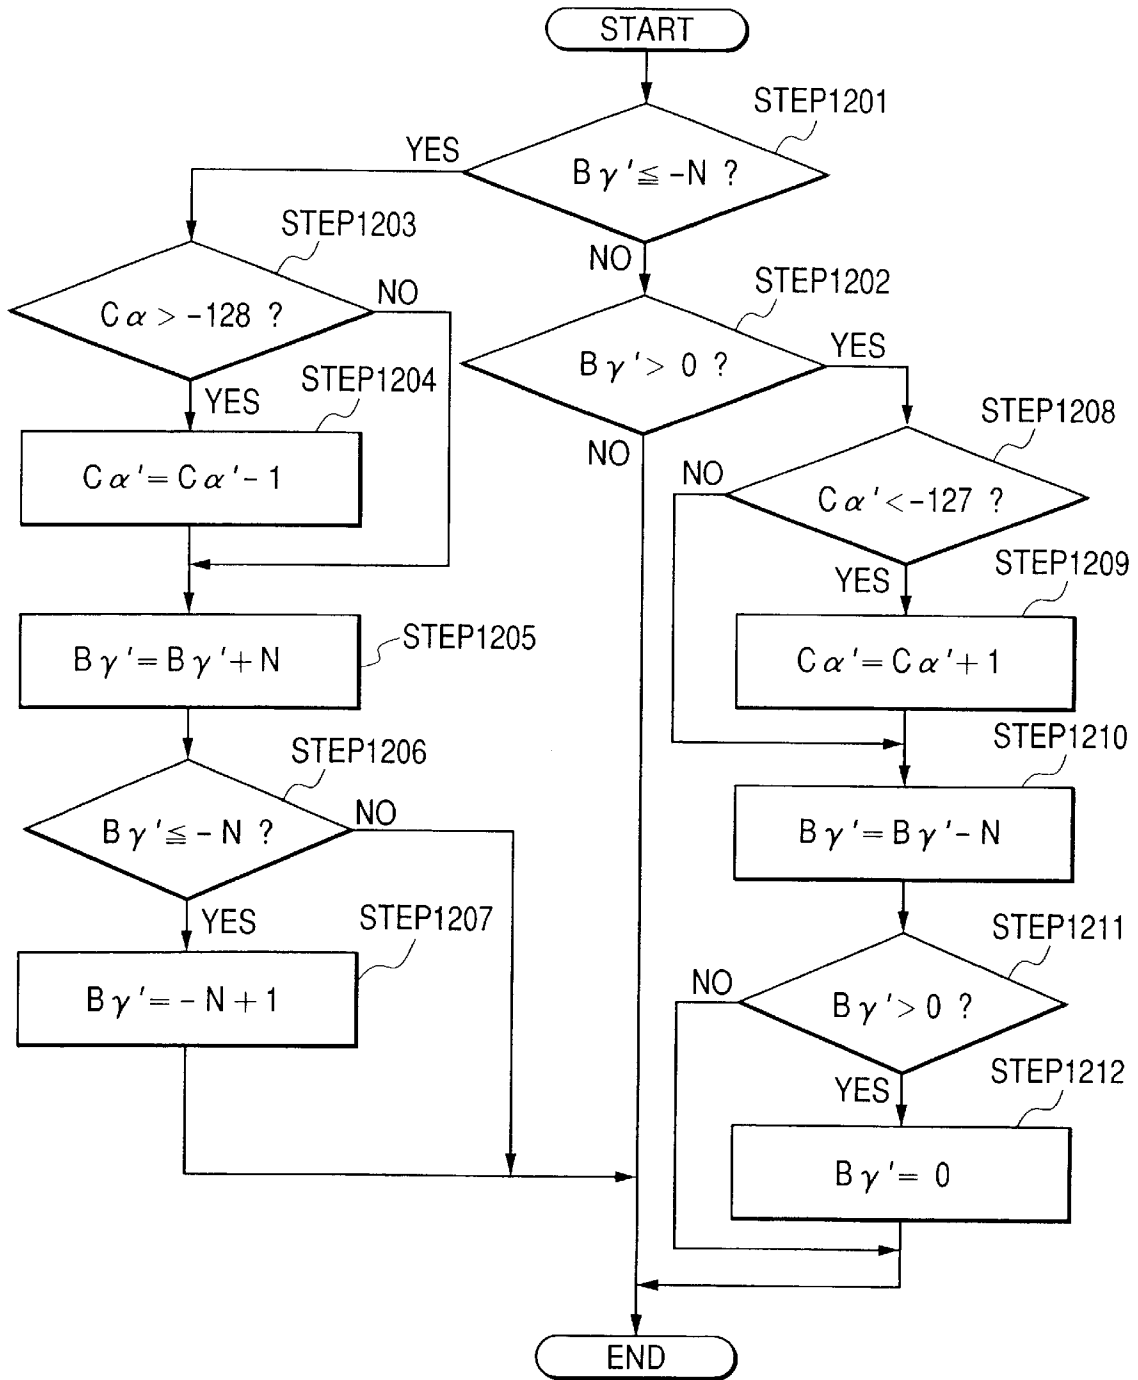 START
STEP1201
YES
Bγ'≦ -N ?
NO
STEP1203
Cα > -128 ?
NO
YES
STEP1204
Cα'= Cα'- 1
STEP1205
Bγ'= Bγ'+ N
STEP1206
Bγ'≦ - N ?
NO
YES
STEP1207
Bγ'= - N + 1
STEP1202
Bγ'> 0 ?
YES
NO
STEP1208
NO
Cα'< -127 ?
YES
STEP1209
Cα'= Cα'+ 1
STEP1210
Bγ'= Bγ'- N
STEP1211
NO
Bγ'> 0 ?
YES
STEP1212
Bγ'= 0
END